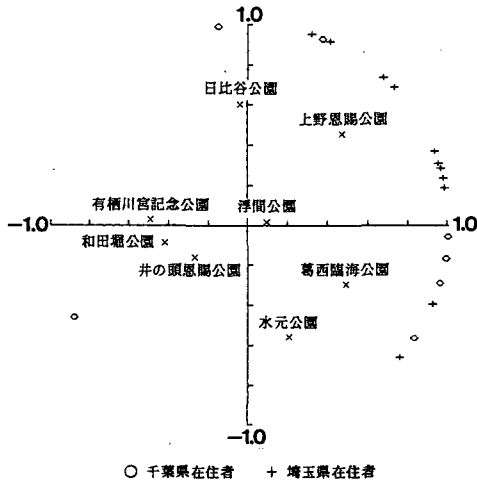 1.0
日比谷公園
上野恩賜公園
有栖川宮記念公園
浮間公園
-1.0
1.0
和田堀公園
井の頭恩賜公園
葛西臨海公園
水元公園
-1.0
○ 千葉県在住者 + 埼玉県在住者